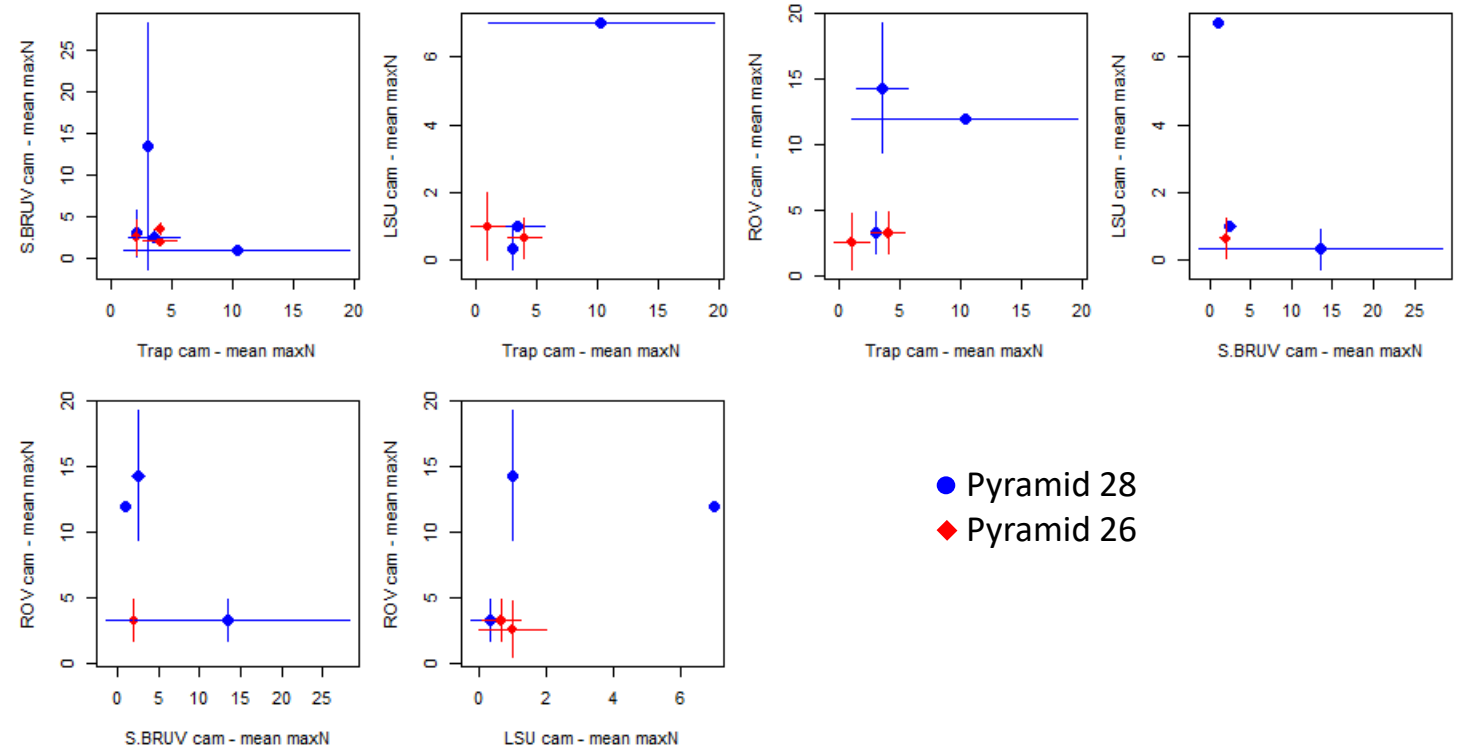 S.BRUV cam - mean maxN
0 5 10 15 20 25
0 5 10 15 20
Trap cam - mean maxN
LSU cam - mean maxN
0 2 4 6
0 5 10 15 20
Trap cam - mean maxN
ROV cam - mean maxN
0 5 10 15 20
0 5 10 15 20
Trap cam - mean maxN
LSU cam - mean maxN
0 2 4 6
0 5 10 15 20 25
S.BRUV cam - mean maxN
ROV cam - mean maxN
0 5 10 15 20
0 5 10 15 20 25
S.BRUV cam - mean maxN
ROV cam - mean maxN
0 5 10 15 20
0 2 4 6
LSU cam - mean maxN
Pyramid 28
Pyramid 26